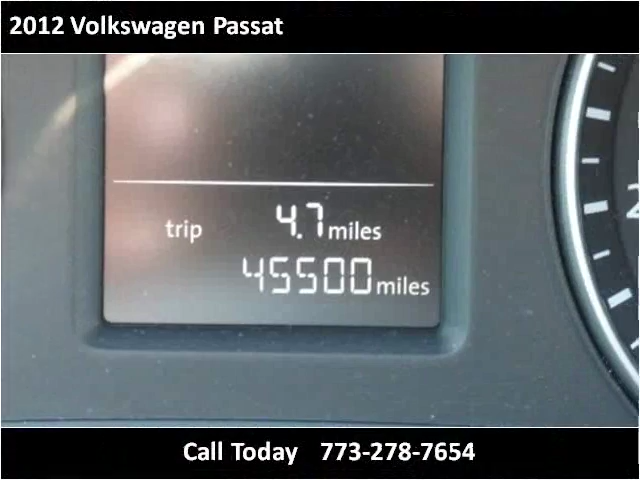 2012 Volkswagen Passat
trip 4.7 miles
45500 miles
Call Today 773-278-7654